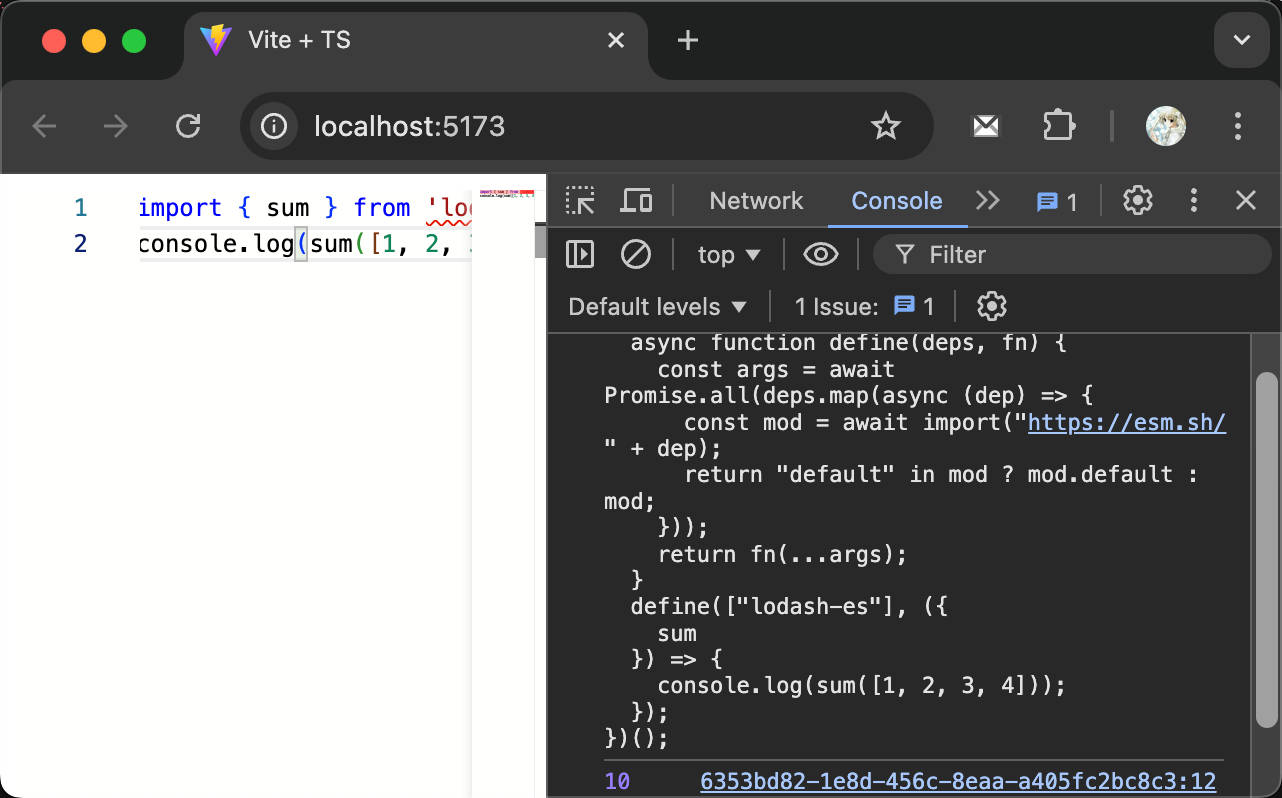 Vite + TS
localhost:5173
1 import { sum } from 'lo
2 console.log(sum([1, 2,
Network Console 1
top Filter
Default levels 1 Issue: 1
async function define(deps, fn) {
const args = await
Promise.all(deps.map(async (dep) => {
const mod = await import("https://esm.sh/
" + dep);
return "default" in mod ? mod.default :
mod;
}));
return fn(...args);
}
define(["lodash-es"], ({
sum
}) => {
console.log(sum([1, 2, 3, 4]));
});
})();
10 6353bd82-1e8d-456c-8eaa-a405fc2bc8c3:12